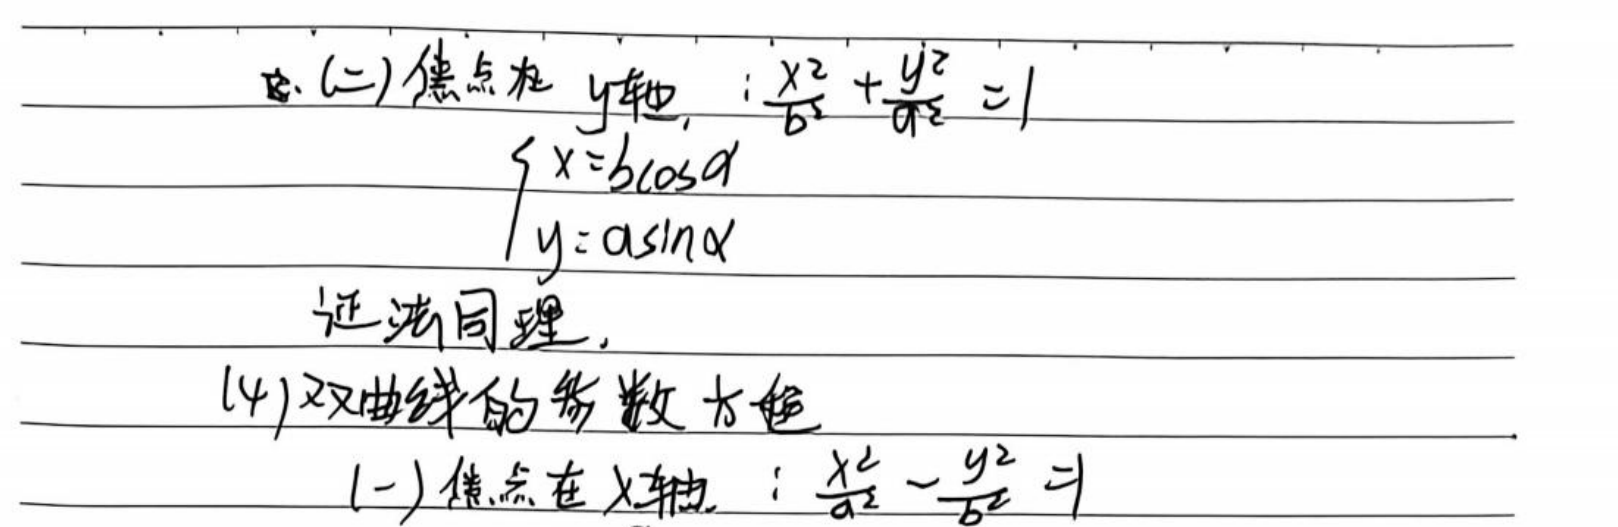 (二)焦点在 y轴. : x²/b² + y²/a² = 1
{ x = bcosα
y = asinα
证法同理.
(4)双曲线的参数方程
(一)焦点在 x轴. : x²/a² - y²/b² = 1